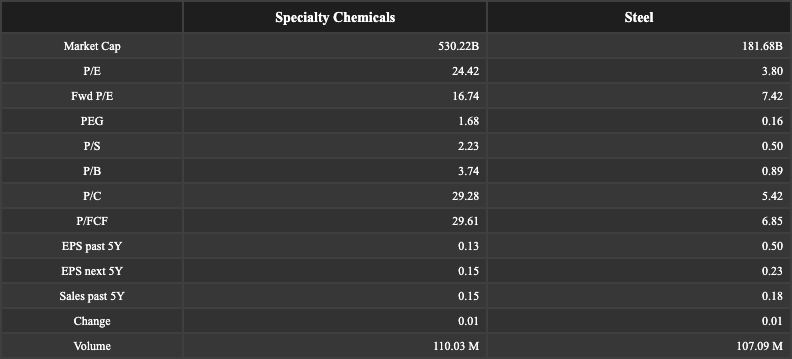 Specialty Chemicals Steel
Market Cap 530.22B 181.68B
P/E 24.42 3.80
Fwd P/E 16.74 7.42
PEG 1.68 0.16
P/S 2.23 0.50
P/B 3.74 0.89
P/C 29.28 5.42
P/FCF 29.61 6.85
EPS past 5Y 0.13 0.50
EPS next 5Y 0.15 0.23
Sales past 5Y 0.15 0.18
Change 0.01 0.01
Volume 110.03 M 107.09 M